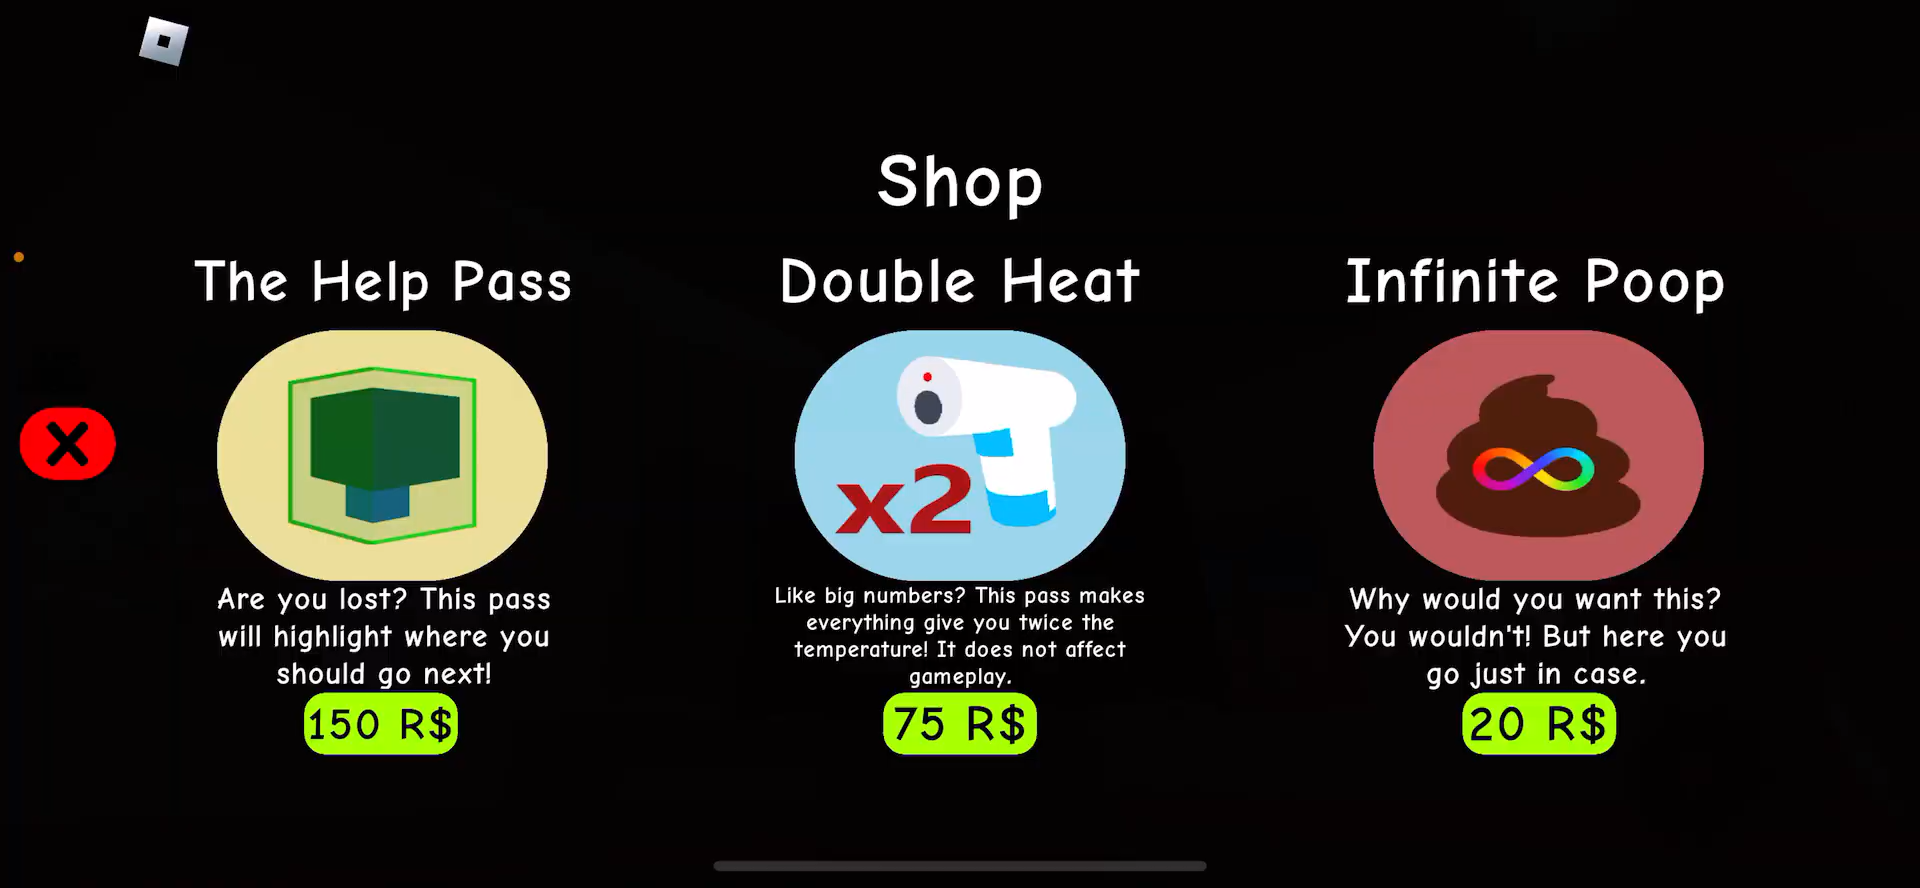 Shop
The Help Pass
Double Heat
Infinite Poop
x2
Are you lost? This pass
will highlight where you
should go next!
150 R$
Like big numbers? This pass makes
everything give you twice the
temperature! It does not affect
gameplay.
75 R$
Why would you want this?
You wouldn't! But here you
go just in case.
20 R$